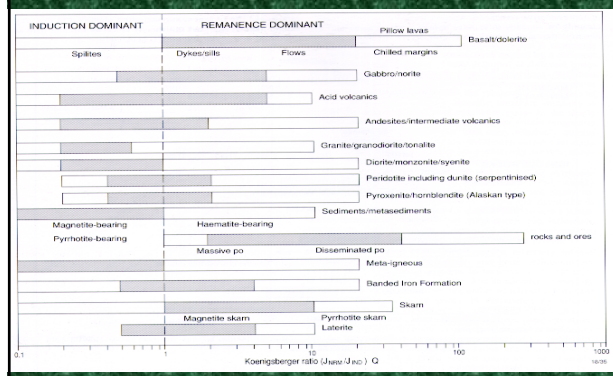 INDUCTION DOMINANT REMANENCE DOMINANT
Pillow lavas
Basalt/dolerite
Spilites Dykes/sills Flows Chilled margins
Gabbro/norite
Acid volcanics
Andesites/intermediate volcanics
Granite/granodiorite/tonalite
Diorite/monzonite/syenite
Peridotite including dunite (serpentinised)
Pyroxenite/hornblendite (Alaskan type)
Sediments/metasediments
Magnetite-bearing Haematite-bearing
Pyrrhotite-bearing rocks and ores
Massive po Disseminated po
Meta-igneous
Banded Iron Formation
Skarn
Magnetite skarn Pyrrhotite skarn
Laterite
0.1 1 10 100 1000
Koenigsberger ratio (J NRM /J IND ) Q